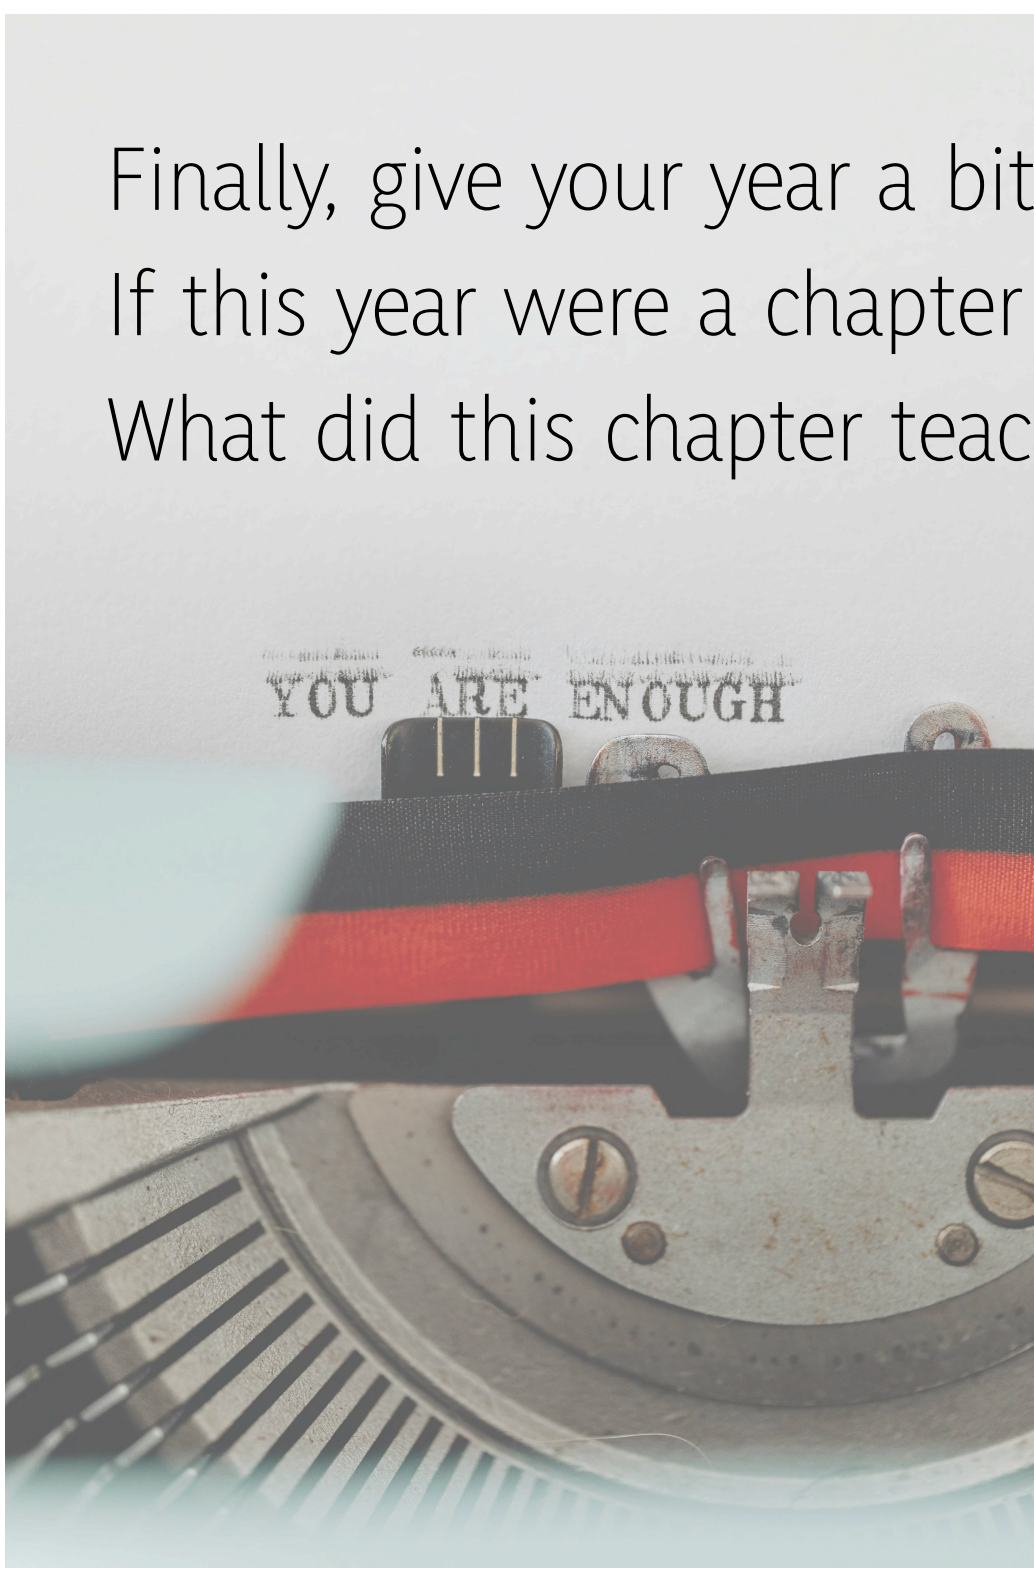 Finally, give your year a bit
If this year were a chapter
What did this chapter teac
YOU ARE ENOUGH